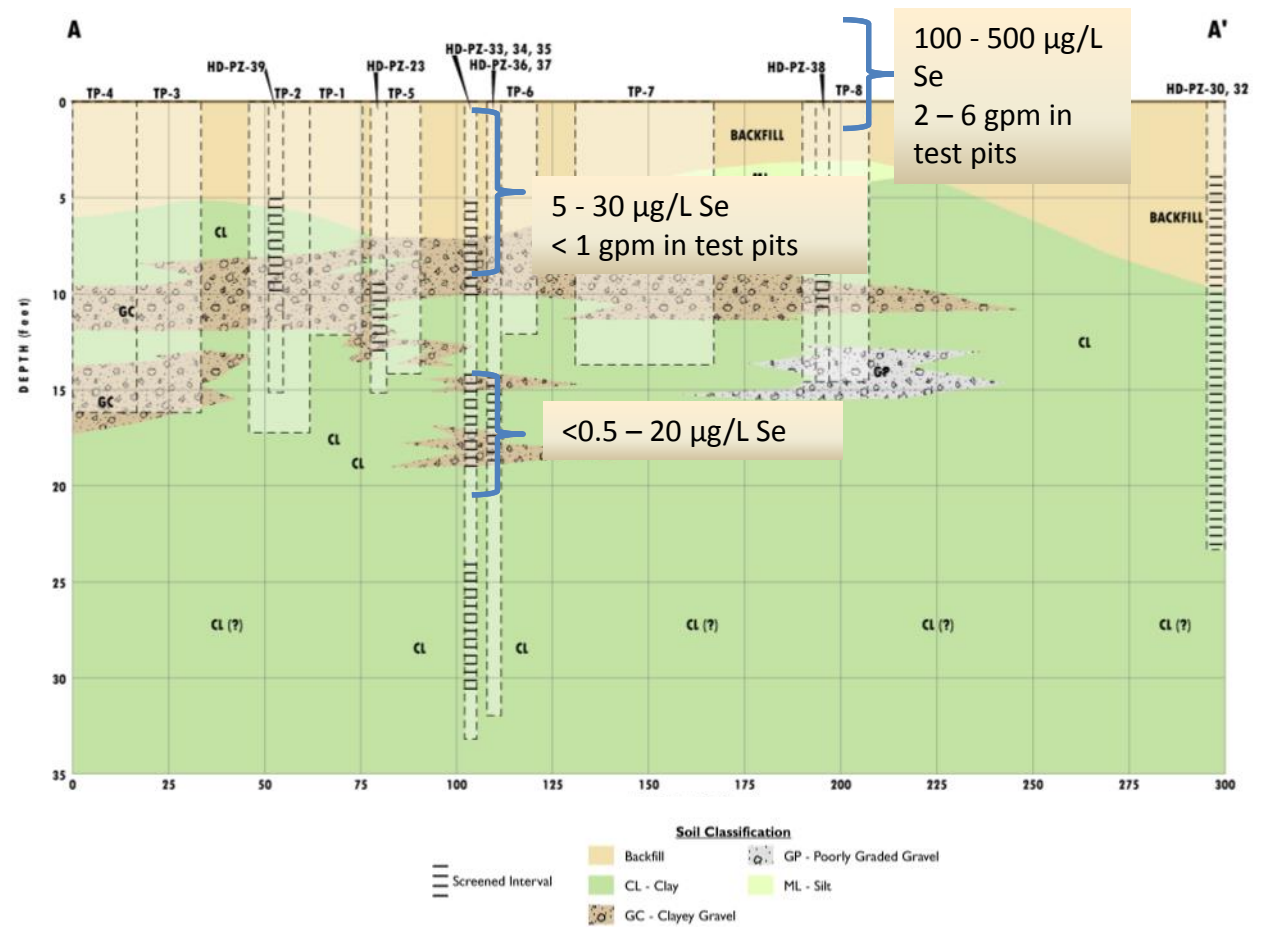 A
A'
HD-PZ-33, 34, 35
HD-PZ-36, 37
HD-PZ-39
HD-PZ-23
HD-PZ-38
HD-PZ-30, 32
TP-4
TP-3
TP-2
TP-1
TP-5
TP-6
TP-7
TP-8
100 - 500 µg/L
Se
2 – 6 gpm in
test pits
BACKFILL
5 - 30 µg/L Se
< 1 gpm in test pits
BACKFILL
CL
GC
CL
GP
GC
<0.5 – 20 µg/L Se
CL
CL
CL (?)
CL
CL
CL (?)
CL (?)
CL (?)
DEPTH (feet)
0
5
10
15
20
25
30
35
0
25
50
75
100
125
150
175
200
225
250
275
300
Soil Classification
Screened Interval
Backfill
CL - Clay
GC - Clayey Gravel
GP - Poorly Graded Gravel
ML - Silt